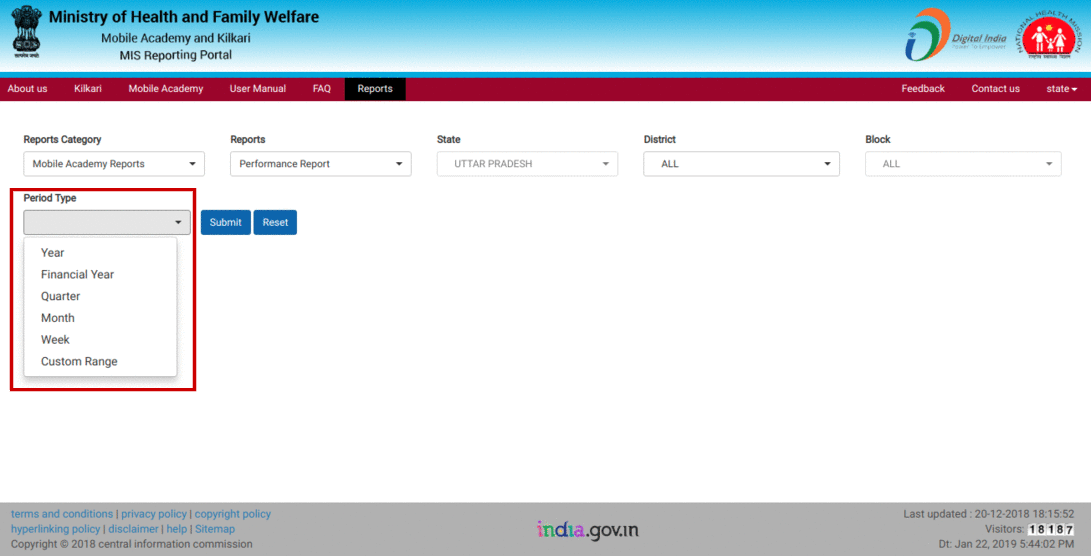 Ministry of Health and Family Welfare
Mobile Academy and Kilkari
MIS Reporting Portal
Digital India
Power To Empower
NATIONAL HEALTH MISSION
About us Kilkari Mobile Academy User Manual FAQ Reports Feedback Contact us state
Reports Category Reports State District Block
Mobile Academy Reports Performance Report UTTAR PRADESH ALL ALL
Period Type
Submit Reset
Year
Financial Year
Quarter
Month
Week
Custom Range
terms and conditions | privacy policy | copyright policy
hyperlinking policy | disclaimer | help | Sitemap
Copyright © 2018 central information commission
india.gov.in
Last updated : 20-12-2018 18:15:52
Visitors: 18187
Dt: Jan 22, 2019 5:44:02 PM